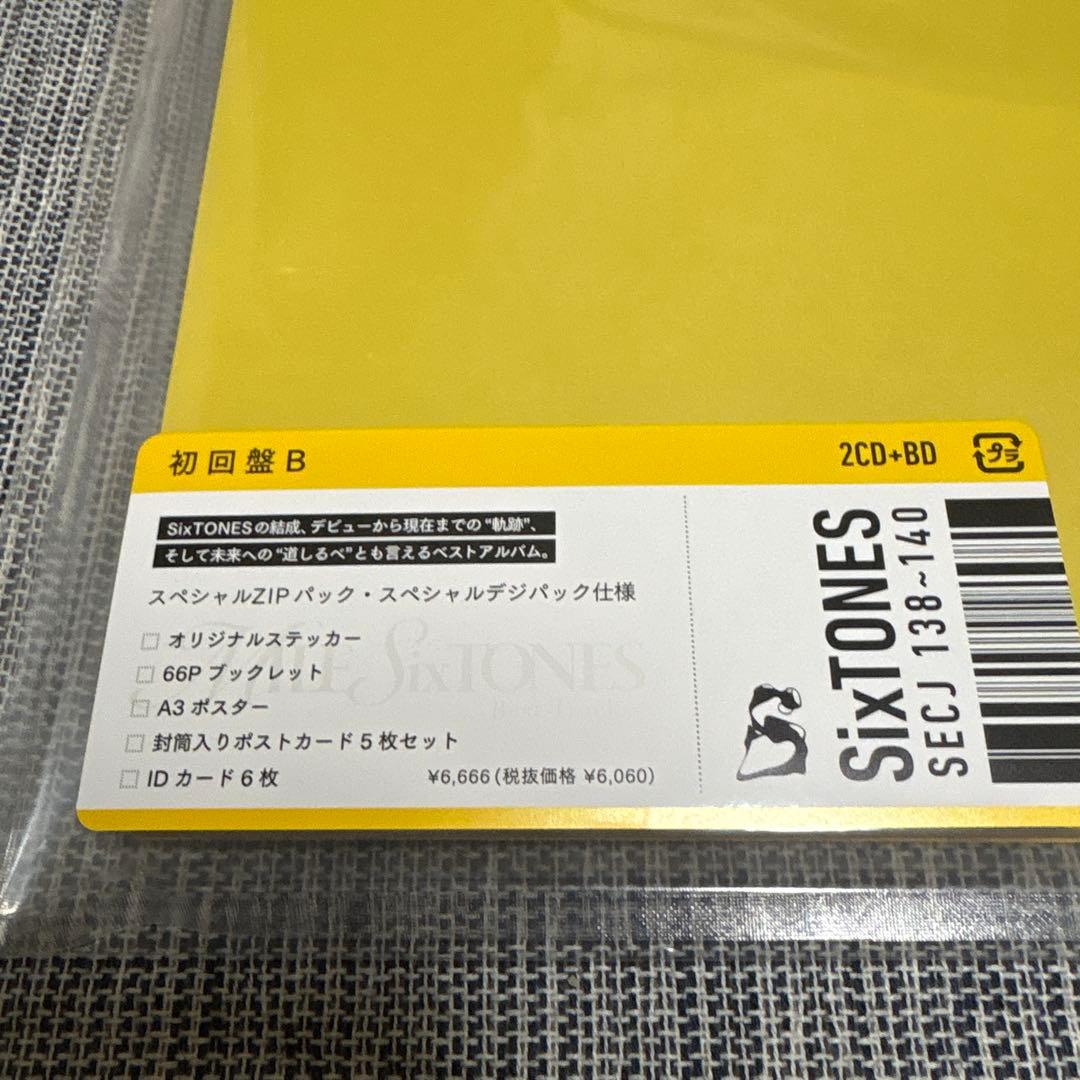 初回盤B
2CD+BD
プラ
SixTONESの結成、デビューから現在までの“軌跡”、
そして未来への“道しるべ”とも言えるベストアルバム。
スペシャルZIPパック・スペシャルデジパック仕様
□ オリジナルステッカー
□ 66P ブックレット
□ A3 ポスター
□ 封筒入りポストカード5枚セット
□ IDカード6枚
¥6,666(税抜価格 ¥6,060)
SixTONES
SECJ 138~140